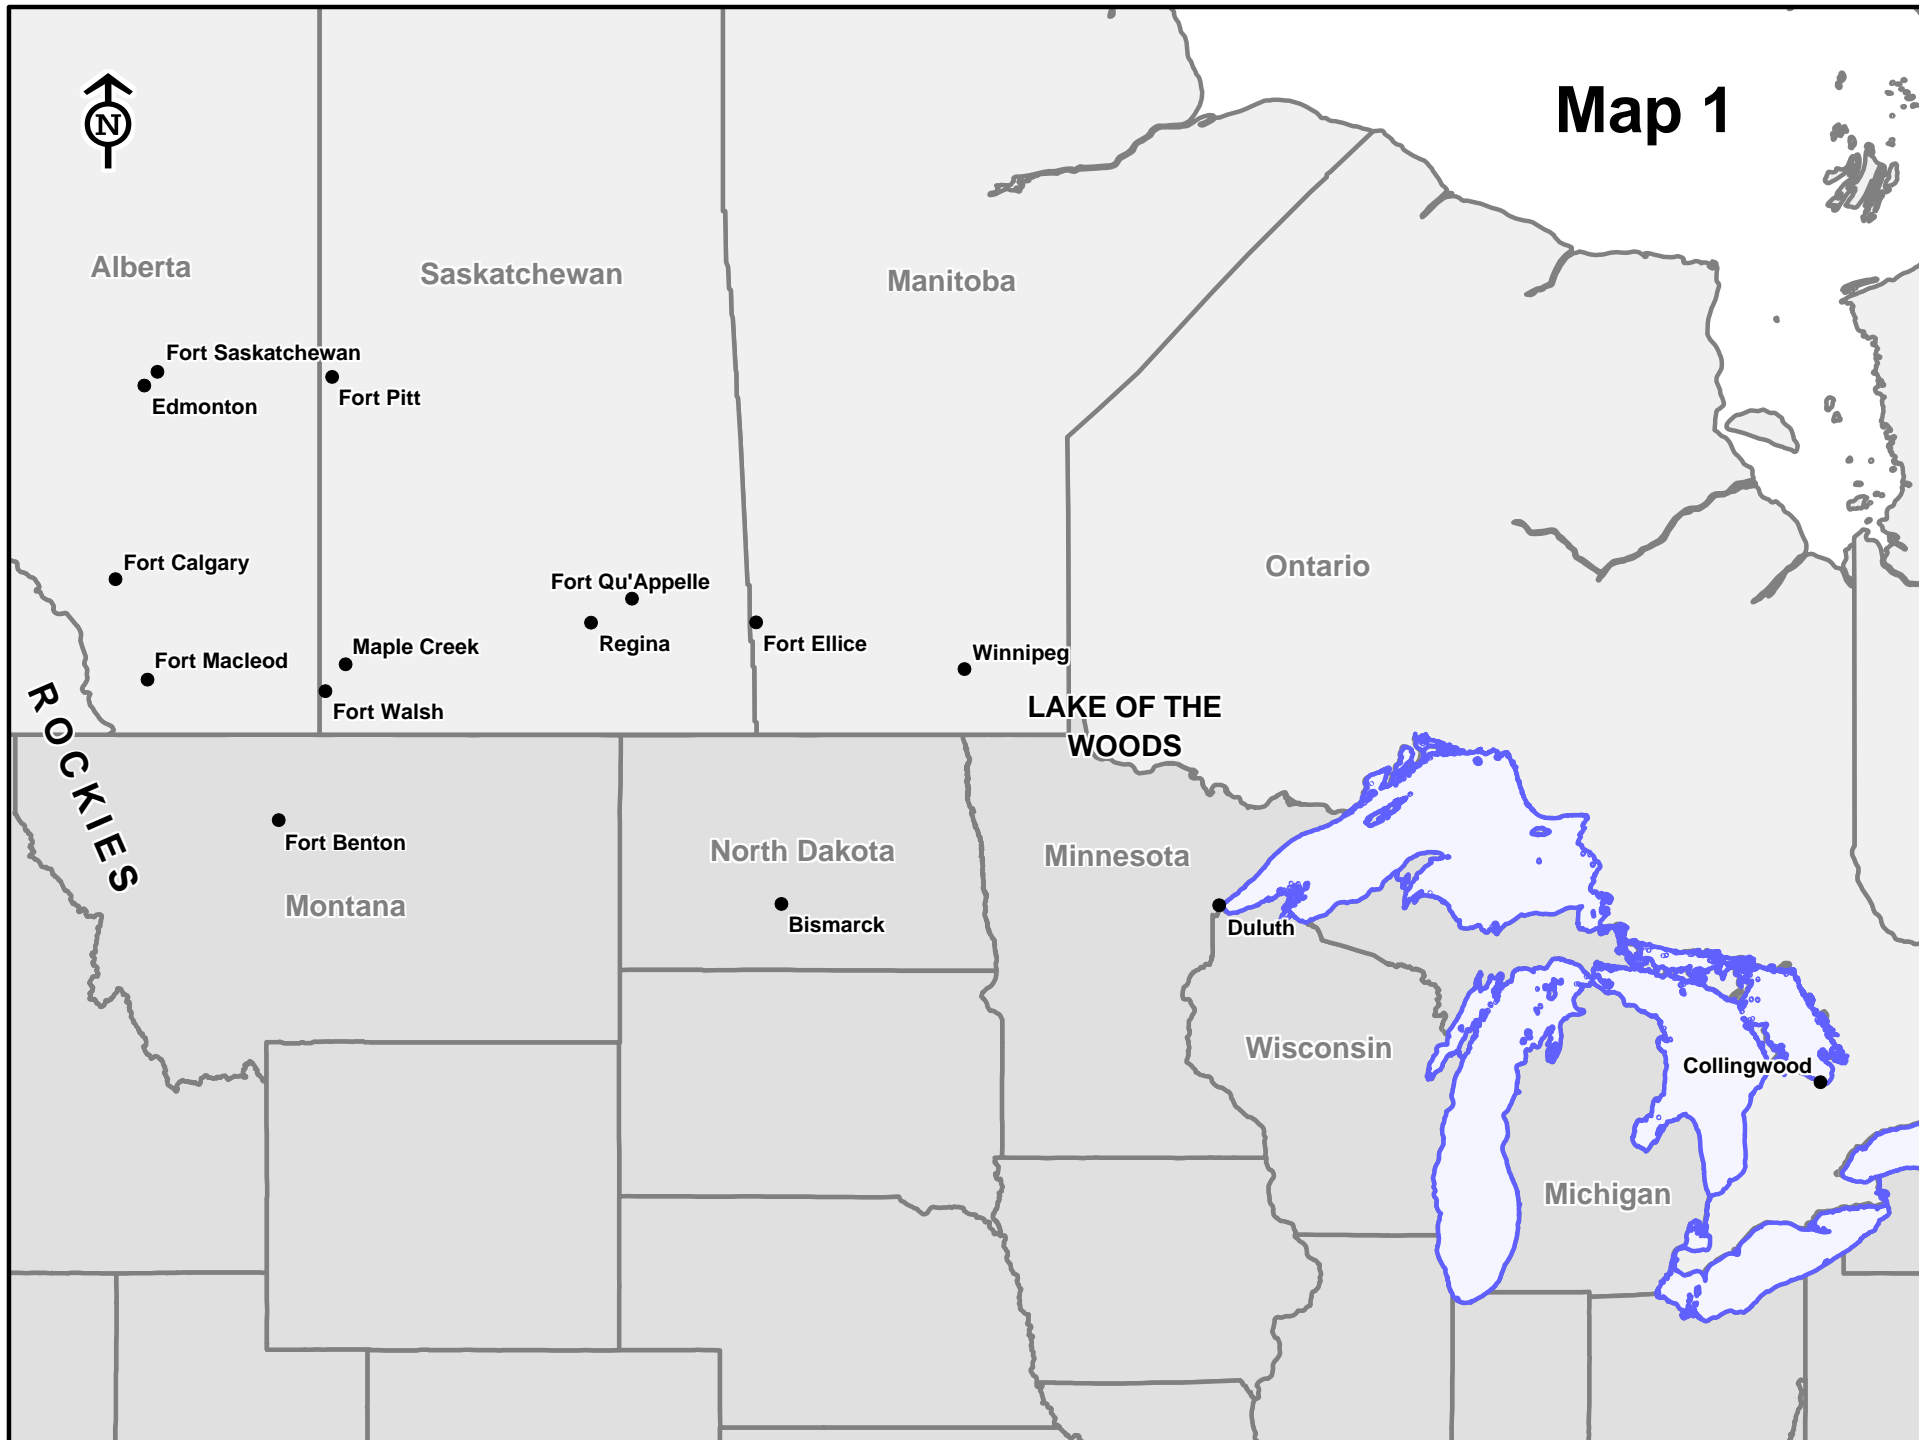 Map 1
N
Alberta
Saskatchewan
Manitoba
Fort Saskatchewan
Edmonton
Fort Pitt
Fort Calgary
Fort Qu'Appelle
Ontario
Regina
Fort Ellice
Maple Creek
Winnipeg
Fort Macleod
Fort Walsh
LAKE OF THE
WOODS
ROCKIES
Fort Benton
North Dakota
Minnesota
Montana
Bismarck
Duluth
Wisconsin
Collingwood
Michigan